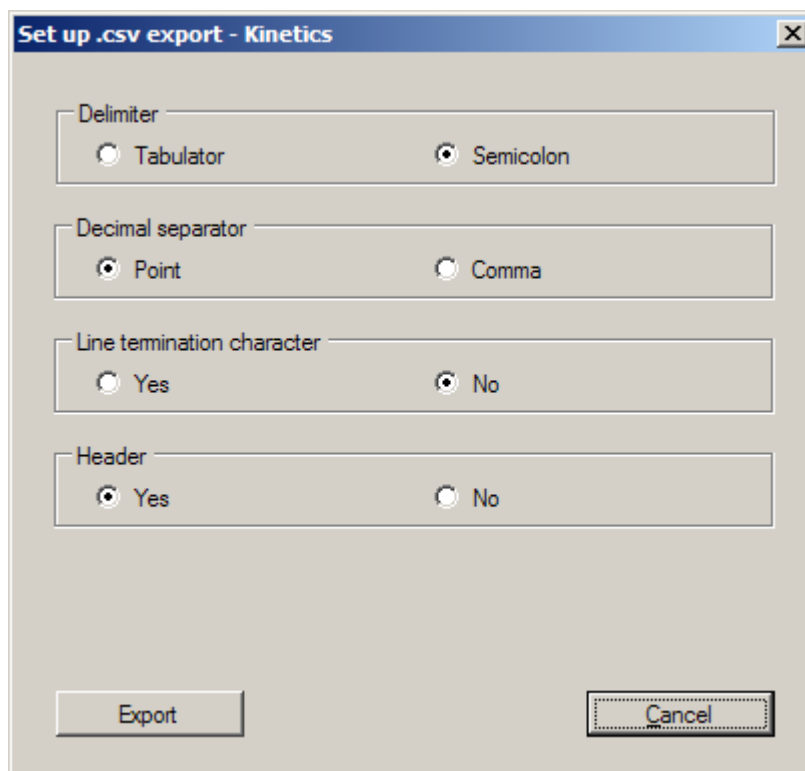 Set up .csv export - Kinetics
Delimiter
Tabulator Semicolon
Decimal separator
Point Comma
Line termination character
Yes No
Header
Yes No
Export Cancel